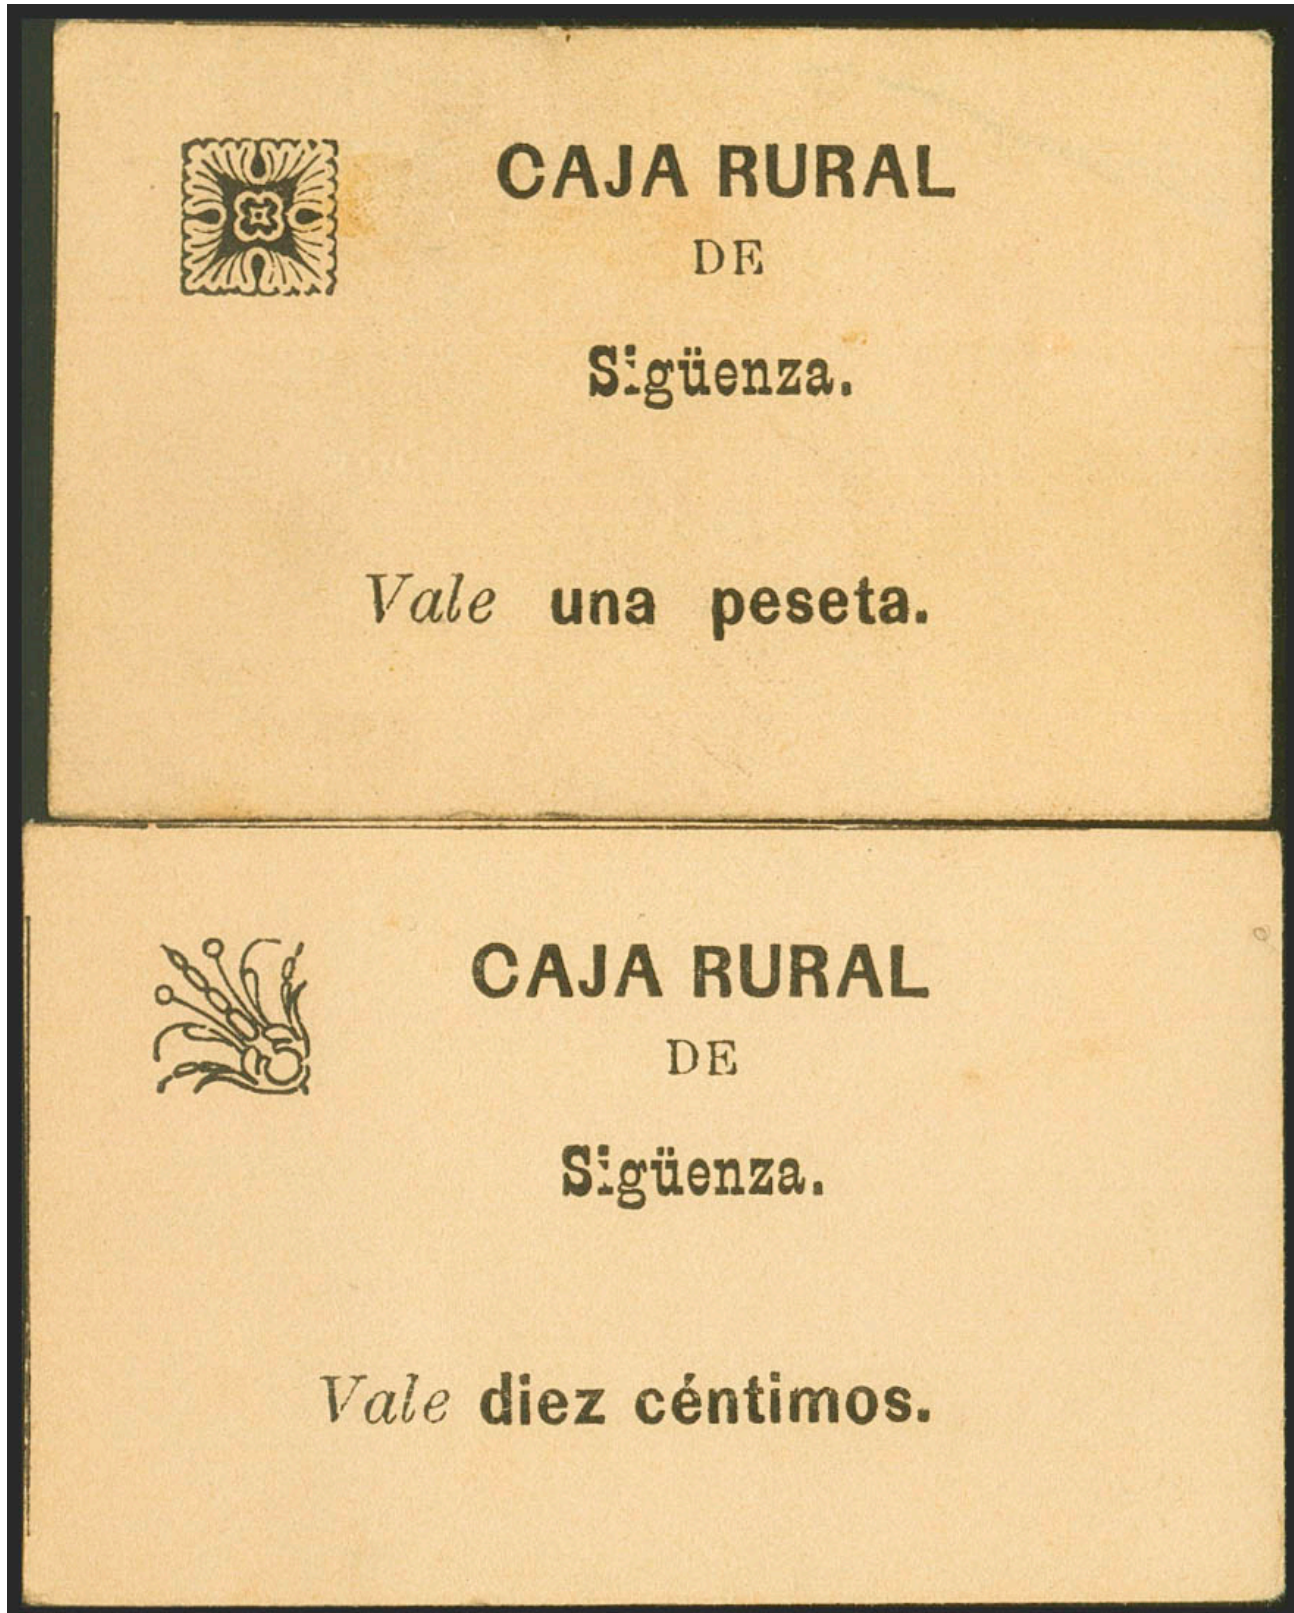 CAJA RURAL
DE
Sigüenza.
Vale una peseta.
CAJA RURAL
DE
Sigüenza.
Vale diez céntimos.